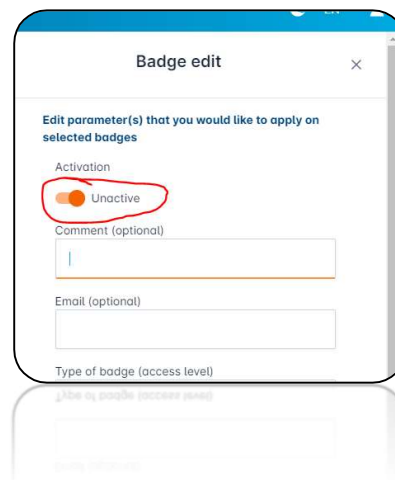 Badge edit
Edit parameter(s) that you would like to apply on
selected badges
Activation
Unactive
Comment (optional)
Email (optional)
Type of badge (access level)